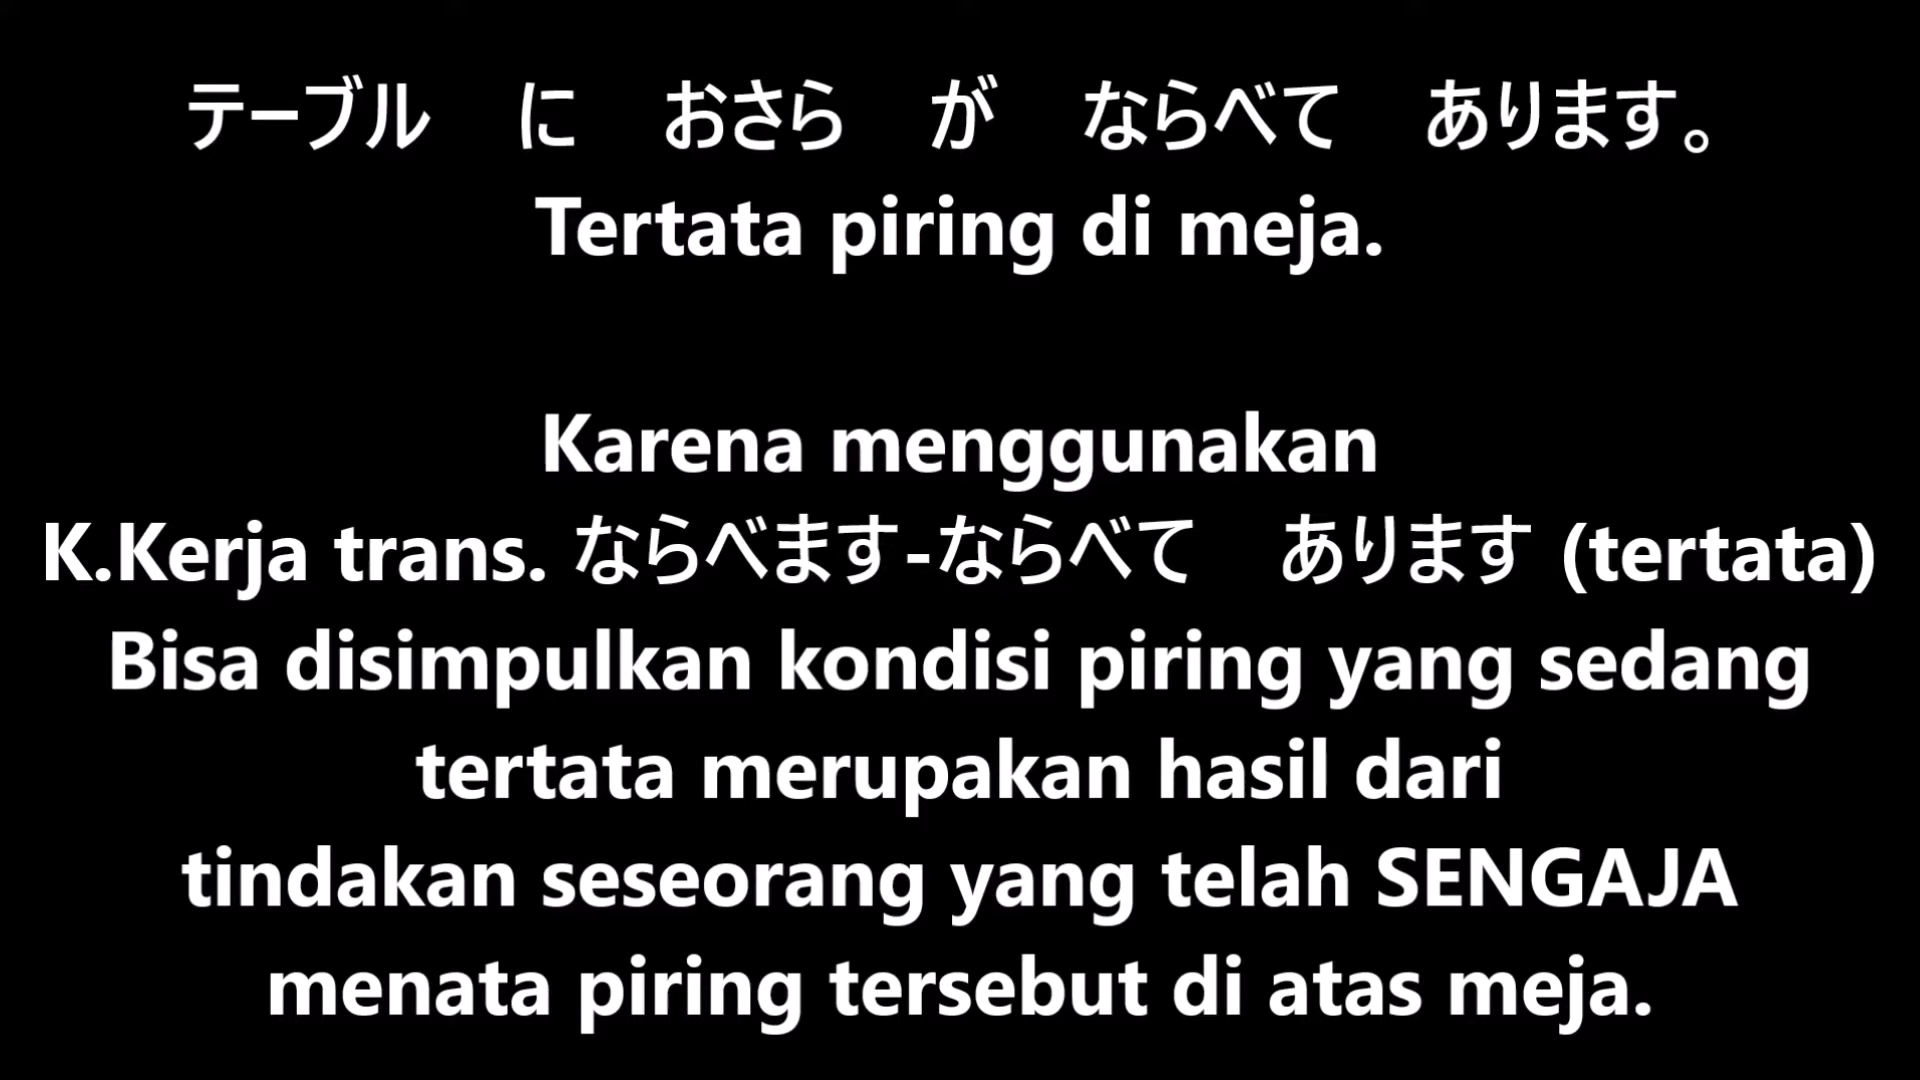 テーブル　に　おさら　が　ならべて　あります。
Tertata piring di meja.
Karena menggunakan
K.Kerja trans. ならべます-ならべて　あります (tertata)
Bisa disimpulkan kondisi piring yang sedang
tertata merupakan hasil dari
tindakan seseorang yang telah SENGAJA
menata piring tersebut di atas meja.